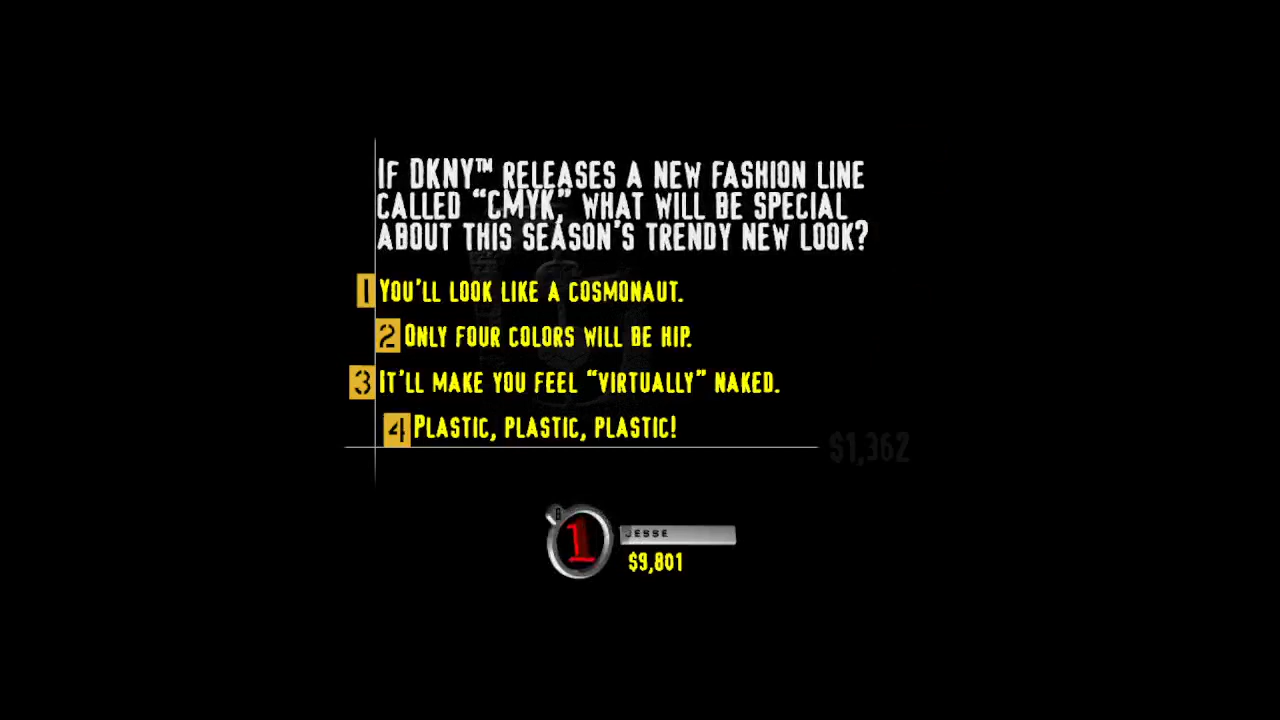 If DKNY™ releases a new fashion line
called “CMYK,” what will be special
about this season's trendy new look?
1 You'll look like a cosmonaut.
2 Only four colors will be hip.
3 It'll make you feel “virtually” naked.
4 Plastic, plastic, plastic!
$1,362
B
1
JESSE
$9,801